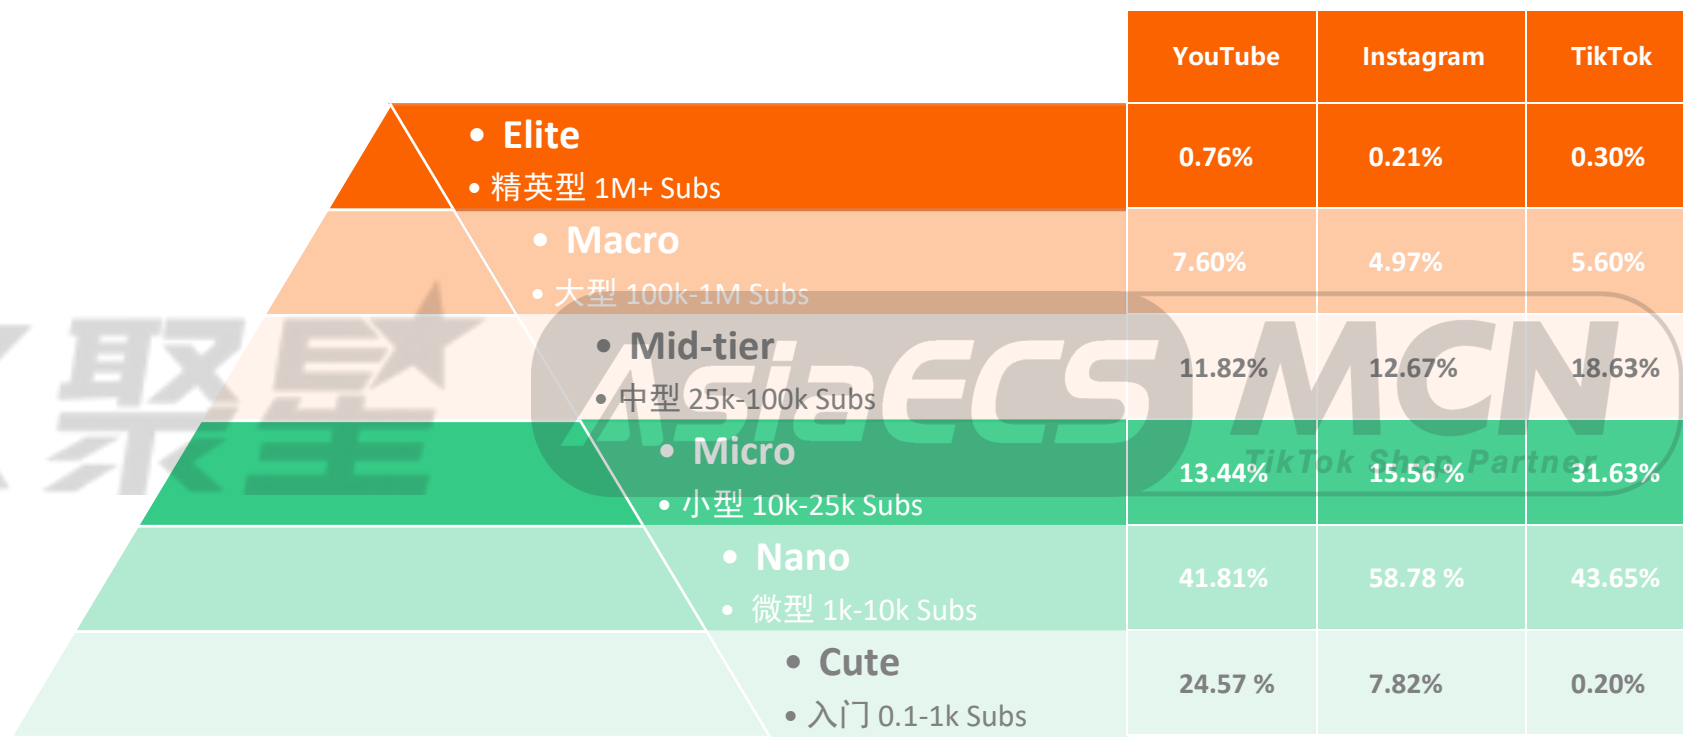 YouTube Instagram TikTok
• Elite
0.76% 0.21% 0.30%
• 精英型 1M+ Subs
• Macro
7.60% 4.97% 5.60%
• 大型 100k-1M Subs
• Mid-tier
11.82% 12.67% 18.63%
• 中型 25k-100k Subs
• Micro
13.44% 15.56 % 31.63%
• 小型 10k-25k Subs
• Nano
41.81% 58.78 % 43.65%
• 微型 1k-10k Subs
• Cute
24.57 % 7.82% 0.20%
• 入门 0.1-1k Subs
聚星
AsiaECS MCN
TikTok Shop Partner